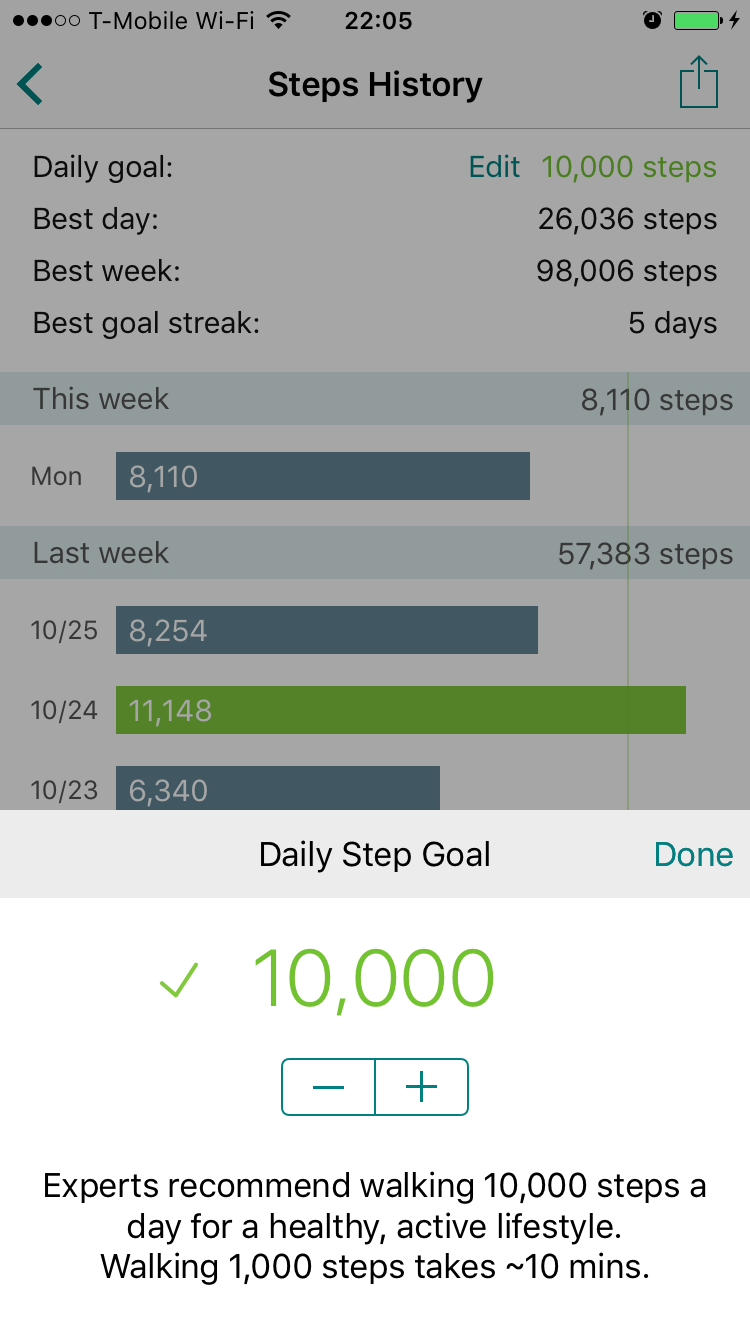 T-Mobile Wi-Fi 22:05
Steps History
Daily goal: Edit 10,000 steps
Best day: 26,036 steps
Best week: 98,006 steps
Best goal streak: 5 days
This week 8,110 steps
Mon 8,110
Last week 57,383 steps
10/25 8,254
10/24 11,148
10/23 6,340
Daily Step Goal Done
10,000
Experts recommend walking 10,000 steps a
day for a healthy, active lifestyle.
Walking 1,000 steps takes ~10 mins.